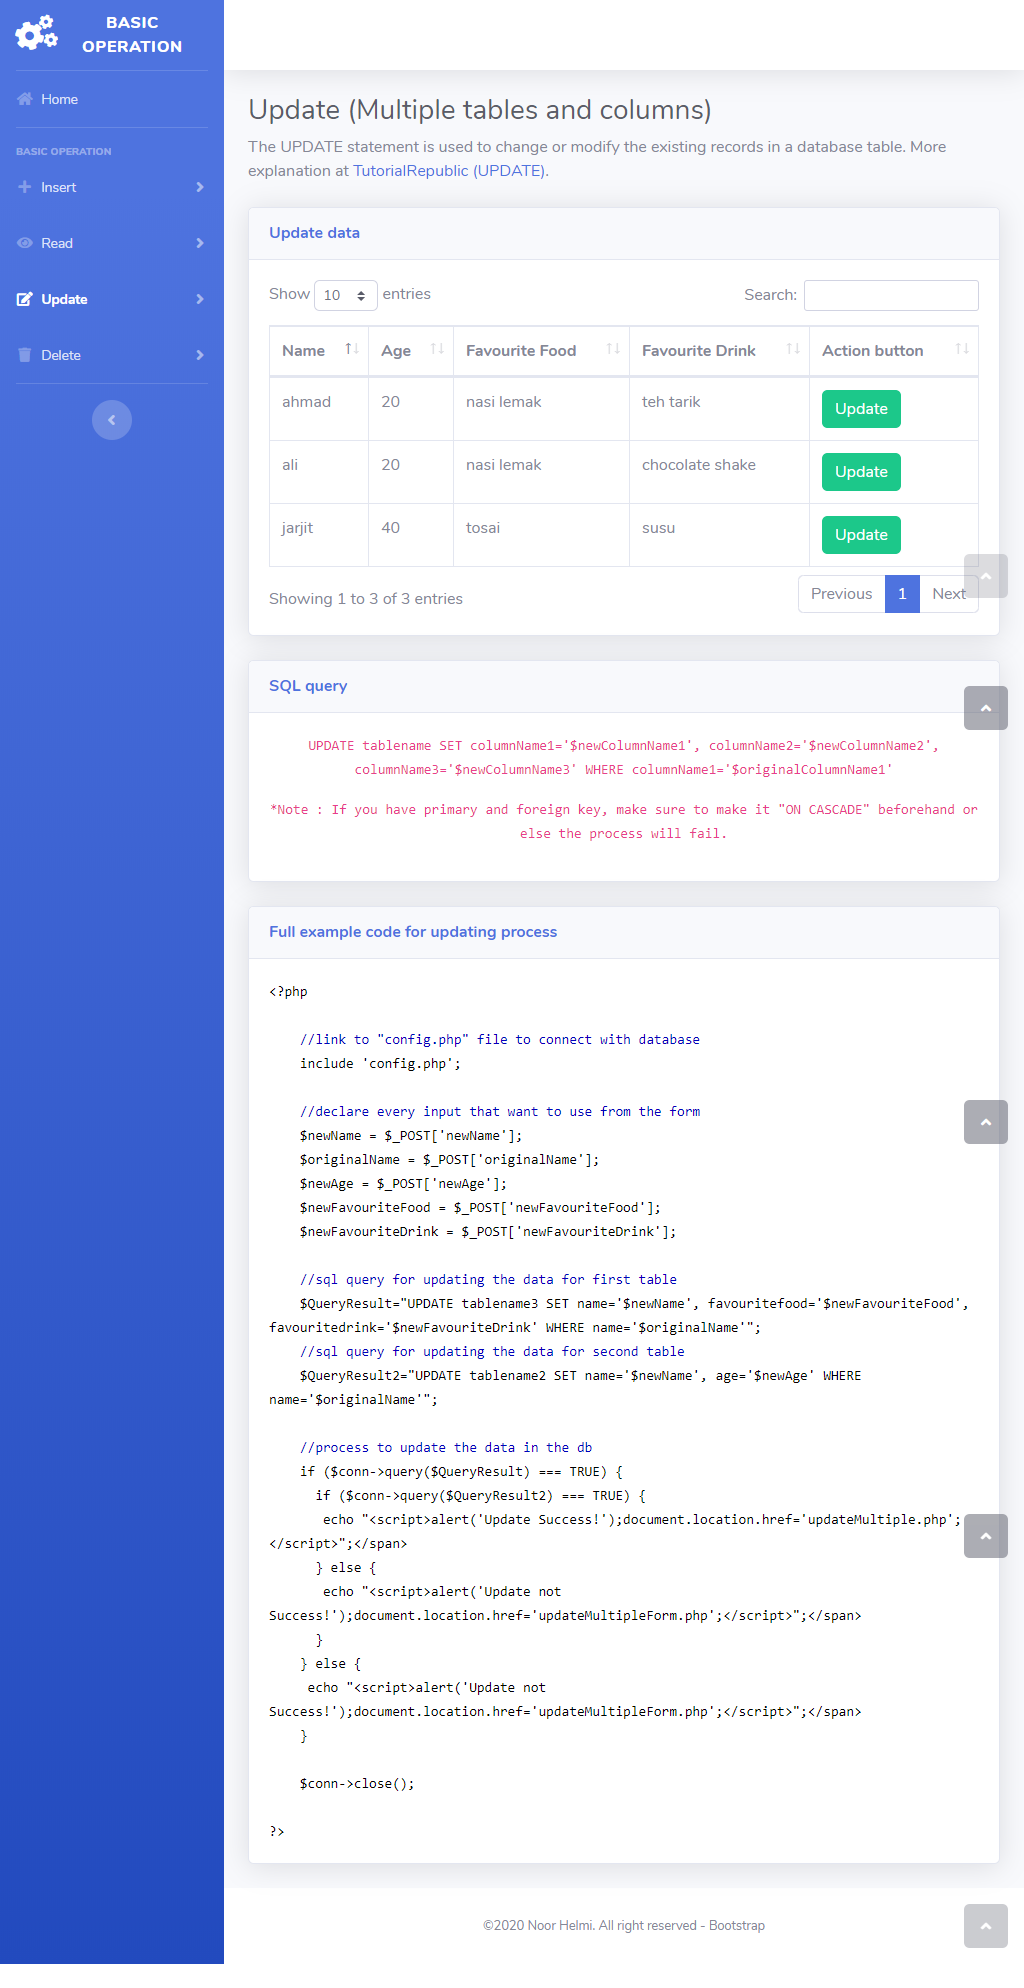 BASIC
OPERATION
Home
BASIC OPERATION
Insert
Read
Update
Delete
Update (Multiple tables and columns)
The UPDATE statement is used to change or modify the existing records in a database table. More
explanation at TutorialRepublic (UPDATE).
Update data
Show 10 entries
Search:
Name Age Favourite Food Favourite Drink Action button
ahmad 20 nasi lemak teh tarik Update
ali 20 nasi lemak chocolate shake Update
jarjit 40 tosai susu Update
Showing 1 to 3 of 3 entries
Previous 1 Next
SQL query
UPDATE tablename SET columnName1='$newColumnName1', columnName2='$newColumnName2',
columnName3='$newColumnName3' WHERE columnName1='$originalColumnName1'
*Note : If you have primary and foreign key, make sure to make it "ON CASCADE" beforehand or
else the process will fail.
Full example code for updating process
<?php
//link to "config.php" file to connect with database
include 'config.php';
//declare every input that want to use from the form
$newName = $_POST['newName'];
$originalName = $_POST['originalName'];
$newAge = $_POST['newAge'];
$newFavouriteFood = $_POST['newFavouriteFood'];
$newFavouriteDrink = $_POST['newFavouriteDrink'];
//sql query for updating the data for first table
$QueryResult="UPDATE tablename3 SET name='$newName', favouritefood='$newFavouriteFood',
favouritedrink='$newFavouriteDrink' WHERE name='$originalName'";
//sql query for updating the data for second table
$QueryResult2="UPDATE tablename2 SET name='$newName', age='$newAge' WHERE
name='$originalName'";
//process to update the data in the db
if ($conn->query($QueryResult) === TRUE) {
if ($conn->query($QueryResult2) === TRUE) {
echo "<script>alert('Update Success!');document.location.href='updateMultiple.php';
</script>";</span>
} else {
echo "<script>alert('Update not
Success!');document.location.href='updateMultipleForm.php';</script>";</span>
}
} else {
echo "<script>alert('Update not
Success!');document.location.href='updateMultipleForm.php';</script>";</span>
}
$conn->close();
?>
©2020 Noor Helmi. All right reserved - Bootstrap